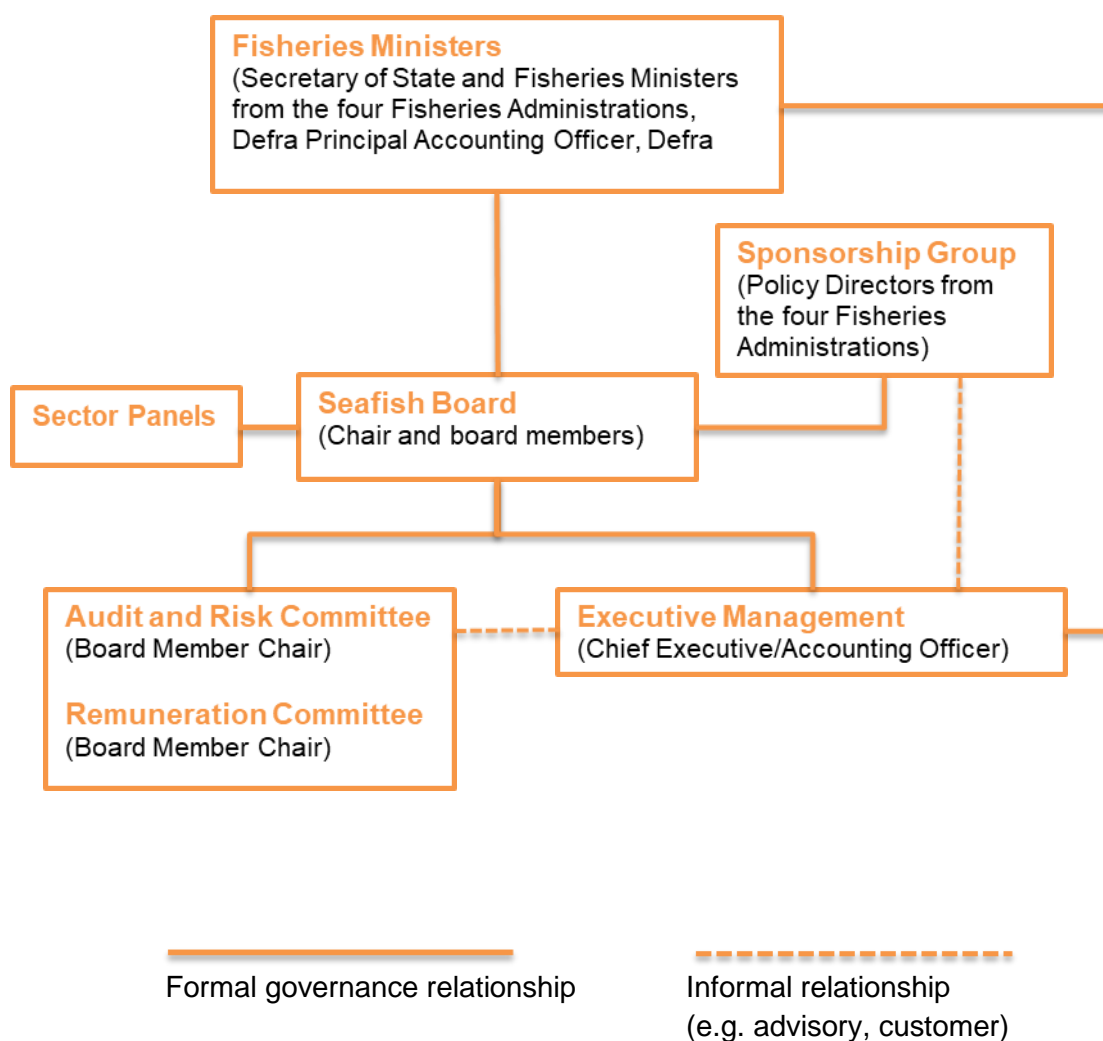 Fisheries Ministers
(Secretary of State and Fisheries Ministers
from the four Fisheries Administrations,
Defra Principal Accounting Officer, Defra
Sponsorship Group
(Policy Directors from
the four Fisheries
Administrations)
Sector Panels
Seafish Board
(Chair and board members)
Audit and Risk Committee
(Board Member Chair)
Remuneration Committee
(Board Member Chair)
Executive Management
(Chief Executive/Accounting Officer)
Formal governance relationship
Informal relationship
(e.g. advisory, customer)